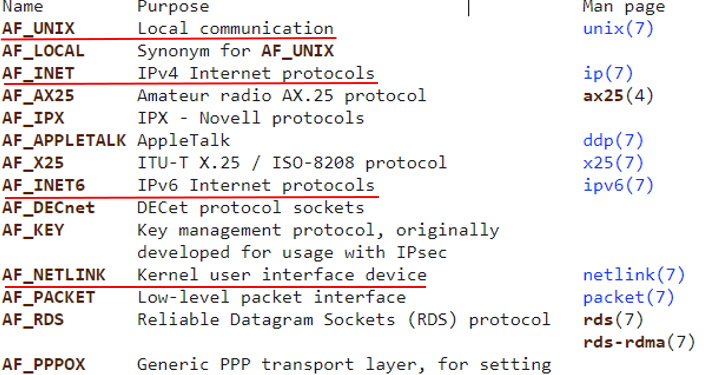 Name Purpose Man page
AF_UNIX Local communication unix(7)
AF_LOCAL Synonym for AF_UNIX
AF_INET IPv4 Internet protocols ip(7)
AF_AX25 Amateur radio AX.25 protocol ax25(4)
AF_IPX IPX - Novell protocols
AF_APPLETALK AppleTalk ddp(7)
AF_X25 ITU-T X.25 / ISO-8208 protocol x25(7)
AF_INET6 IPv6 Internet protocols ipv6(7)
AF_DECnet DECet protocol sockets
AF_KEY Key management protocol, originally
developed for usage with IPsec
AF_NETLINK Kernel user interface device netlink(7)
AF_PACKET Low-level packet interface packet(7)
AF_RDS Reliable Datagram Sockets (RDS) protocol rds(7)
rds-rdma(7)
AF_PPPOX Generic PPP transport layer, for setting